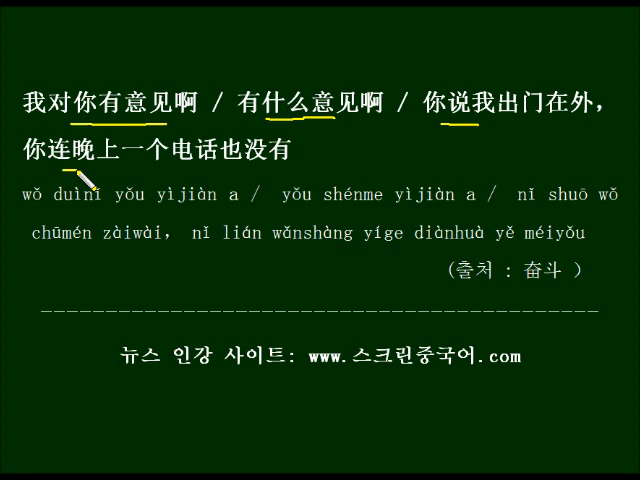 我对你有意见啊 / 有什么意见啊 / 你说我出门在外，
你连晚上一个电话也没有
wǒ duìnǐ yǒu yìjiàn a / yǒu shénme yìjiàn a / nǐ shuō wǒ
chūmén zàiwài， nǐ lián wǎnshàng yíge diànhuà yě méiyǒu
(출처 : 奋斗 )
뉴스 인강 사이트: www.스크린중국어.com